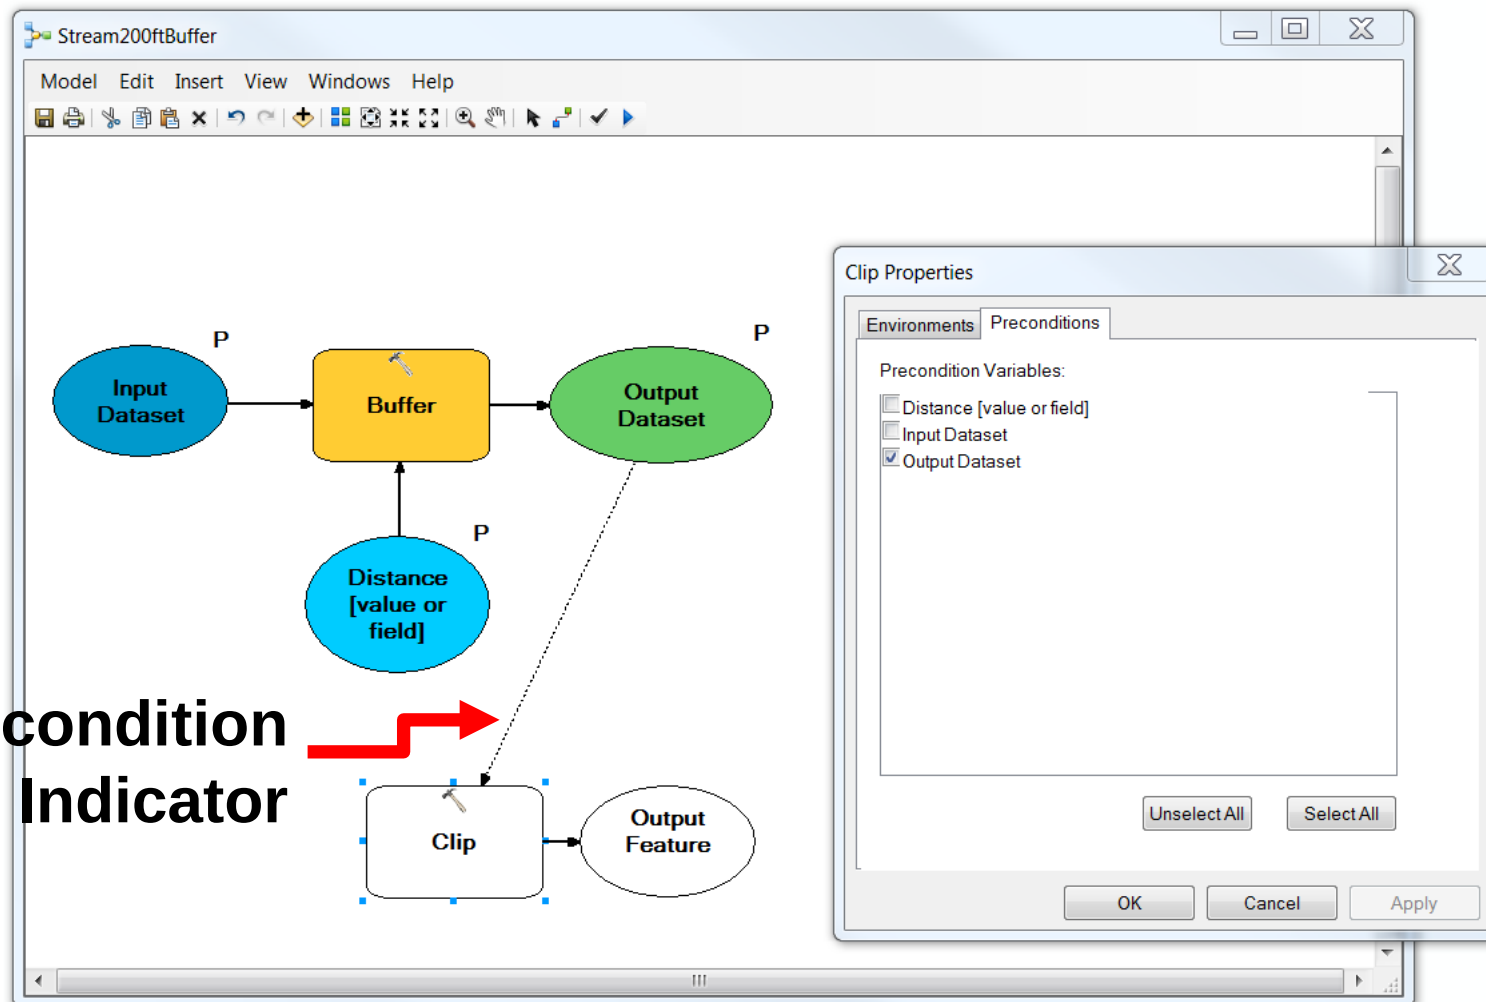 Stream200ftBuffer
Model Edit Insert View Windows Help
Clip Properties
Environments Preconditions
Precondition Variables:
Distance [value or field]
Input Dataset
Output Dataset
Unselect All Select All
OK Cancel Apply
P
Input
Dataset
Buffer
P
Output
Dataset
P
Distance
[value or
field]
condition
Indicator
Clip
Output
Feature